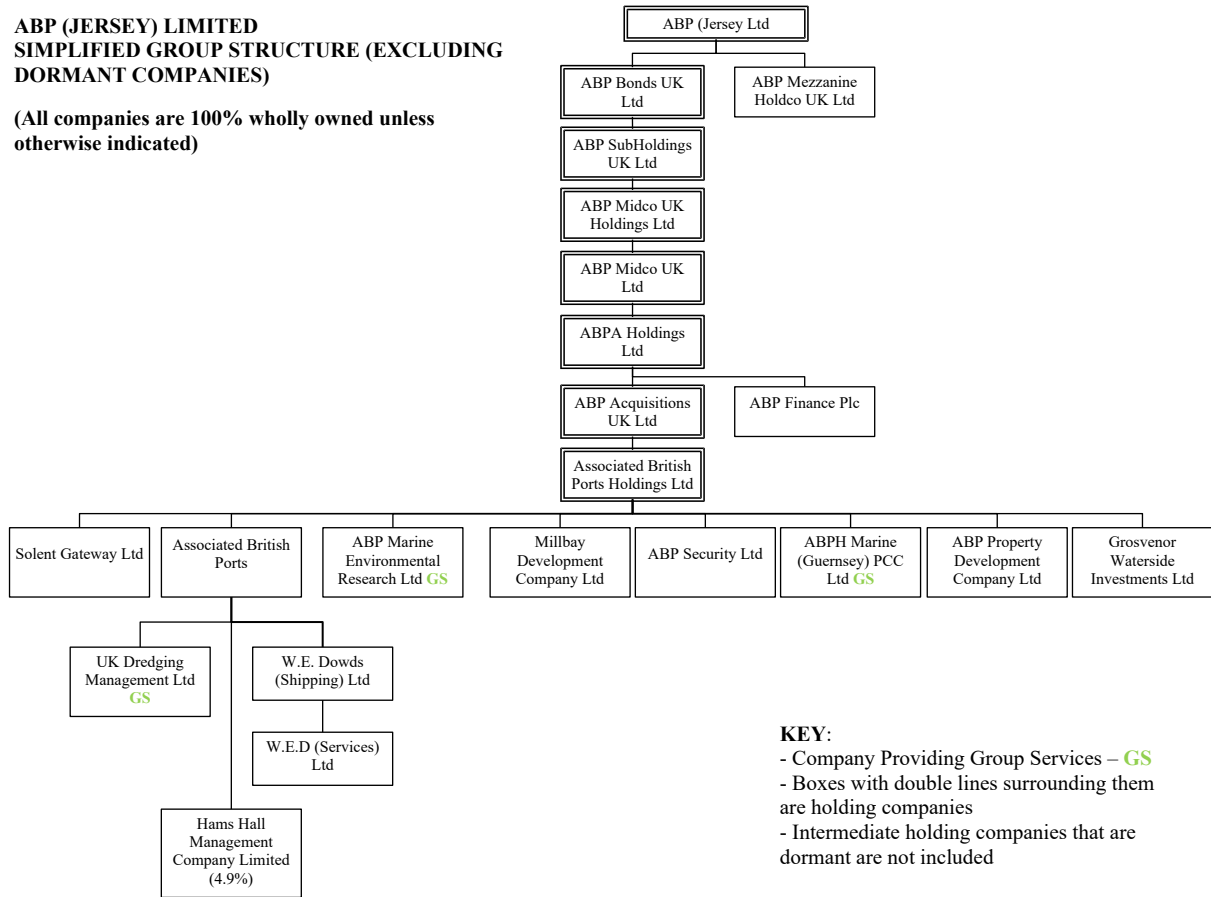 ABP (JERSEY) LIMITED
SIMPLIFIED GROUP STRUCTURE (EXCLUDING
DORMANT COMPANIES)
(All companies are 100% wholly owned unless
otherwise indicated)
ABP (Jersey Ltd
ABP Bonds UK
Ltd
ABP Mezzanine
Holdco UK Ltd
ABP SubHoldings
UK Ltd
ABP Midco UK
Holdings Ltd
ABP Midco UK
Ltd
ABPA Holdings
Ltd
ABP Acquisitions
UK Ltd
ABP Finance Plc
Associated British
Ports Holdings Ltd
Solent Gateway Ltd
Associated British
Ports
ABP Marine
Environmental
Research Ltd GS
Millbay
Development
Company Ltd
ABP Security Ltd
ABPH Marine
(Guernsey) PCC
Ltd GS
ABP Property
Development
Company Ltd
Grosvenor
Waterside
Investments Ltd
UK Dredging
Management Ltd
GS
W.E. Dowds
(Shipping) Ltd
W.E.D (Services)
Ltd
Hams Hall
Management
Company Limited
(4.9%)
KEY:
- Company Providing Group Services – GS
- Boxes with double lines surrounding them
are holding companies
- Intermediate holding companies that are
dormant are not included